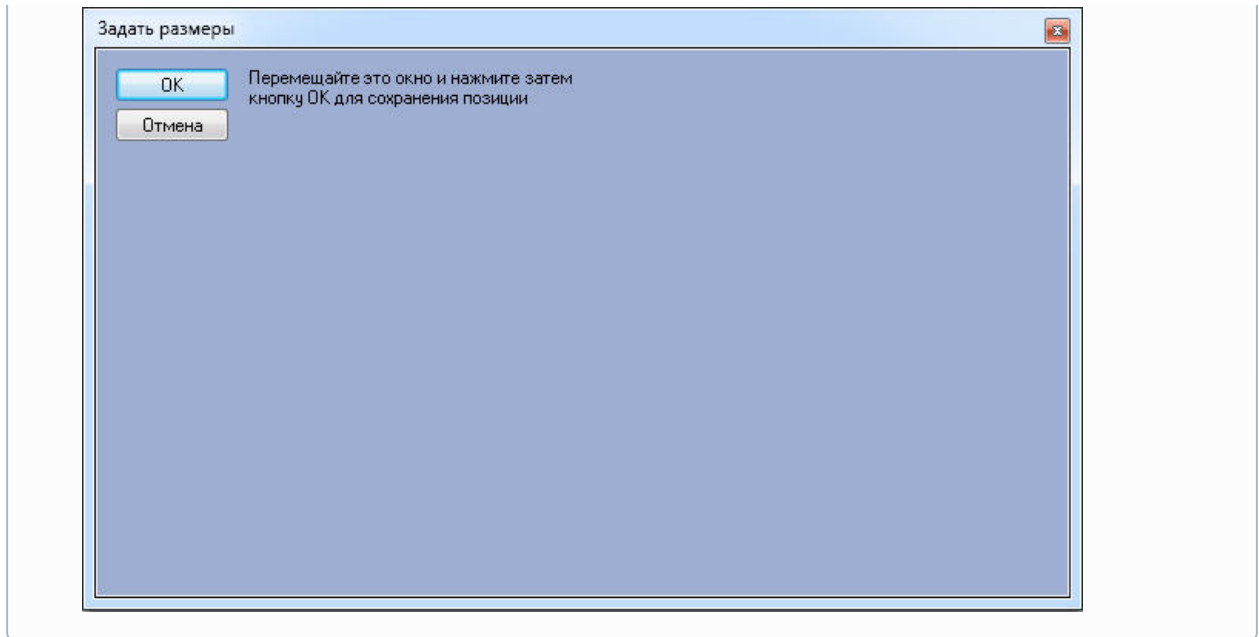 Задать размеры
OK
Перемещайте это окно и нажмите затем
кнопку OK для сохранения позиции
Отмена